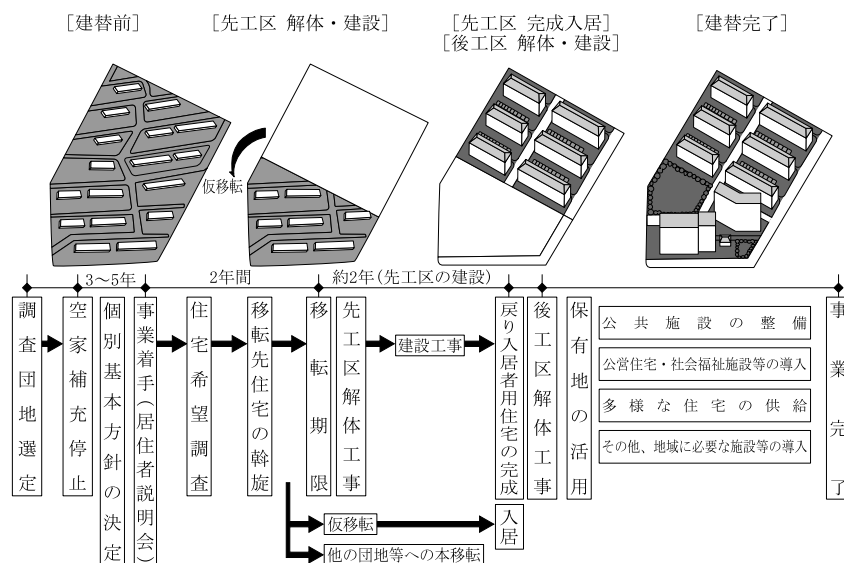 ［建替前］
［先工区 解体・建設］
［先工区 完成入居］
［後工区 解体・建設］
［建替完了］
仮移転
3～5年
2年間
約2年(先工区の建設)
調査団地選定
空家補充停止
個別基本方針の決定
事業着手(居住者説明会)
住宅希望調査
移転先住宅の斡旋
移転期限
先工区解体工事
建設工事
戻り入居者用住宅の完成
入居
後工区解体工事
保有地の活用
公共施設の整備
公営住宅・社会福祉施設等の導入
多様な住宅の供給
その他、地域に必要な施設等の導入
事業完了
仮移転
他の団地等への本移転